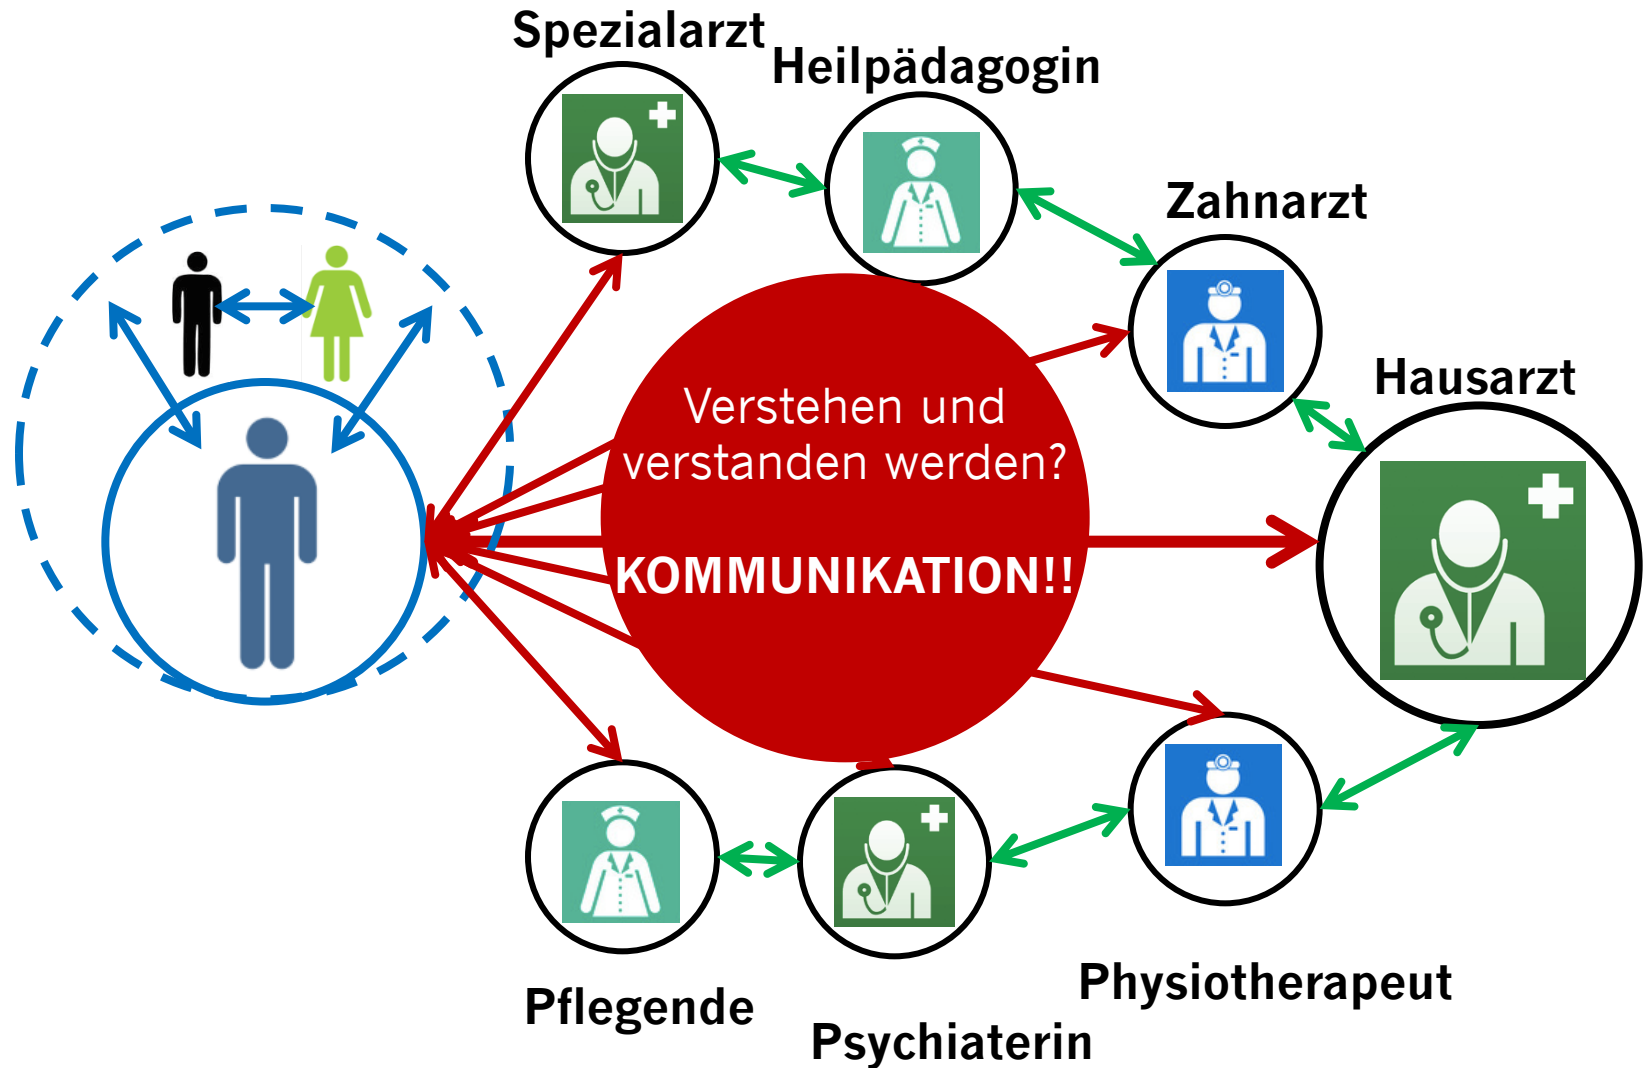 Spezialarzt
Heilpädagogin
Zahnarzt
Hausarzt
Verstehen und
verstanden werden?
KOMMUNIKATION!!
Physiotherapeut
Pflegende
Psychiaterin